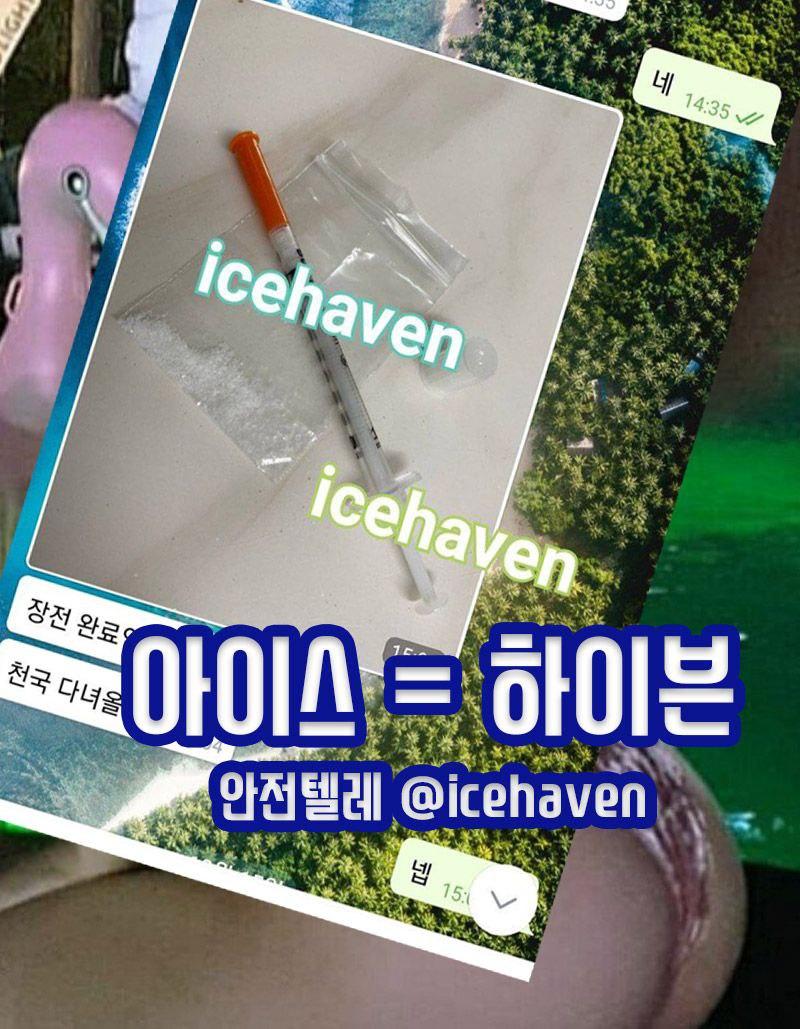 네
14:35
icehaven
icehaven
장전 완료
천국 다녀올
아이스 = 하이븐
안전텔레 @icehaven
넵